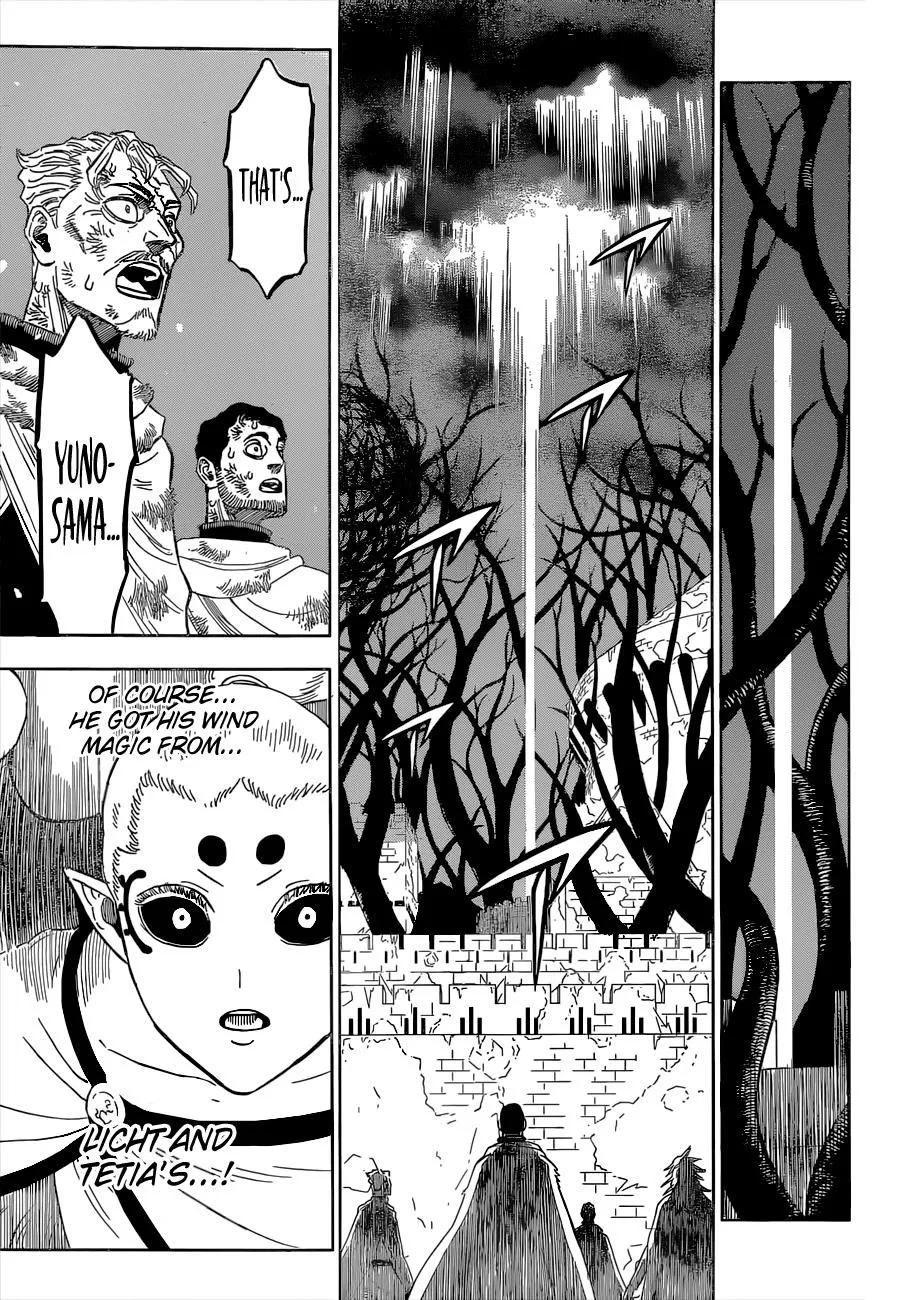 THAT'S...
YUNO-
SAMA...
OF COURSE...
HE GOT HIS WIND
MAGIC FROM...
LICHT AND
TETIA'S...!